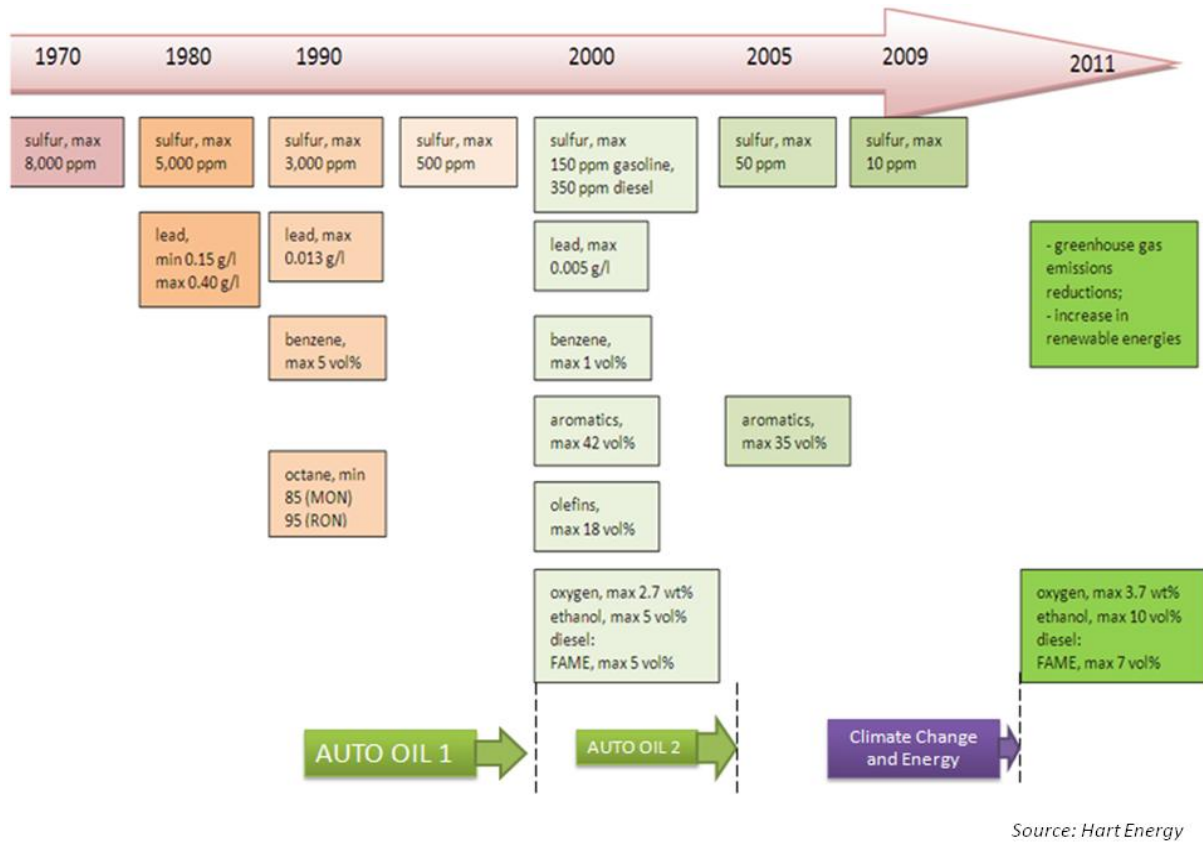 1970
1980
1990
2000
2005
2009
2011
sulfur, max
8,000 ppm
sulfur, max
5,000 ppm
sulfur, max
3,000 ppm
sulfur, max
500 ppm
sulfur, max
150 ppm gasoline,
350 ppm diesel
sulfur, max
50 ppm
sulfur, max
10 ppm
lead,
min 0.15 g/l
max 0.40 g/l
lead, max
0.013 g/l
lead, max
0.005 g/l
- greenhouse gas
emissions
reductions;
- increase in
renewable energies
benzene,
max 5 vol%
benzene,
max 1 vol%
aromatics,
max 42 vol%
aromatics,
max 35 vol%
octane, min
85 (MON)
95 (RON)
olefins,
max 18 vol%
oxygen, max 2.7 wt%
ethanol, max 5 vol%
diesel:
FAME, max 5 vol%
oxygen, max 3.7 wt%
ethanol, max 10 vol%
diesel:
FAME, max 7 vol%
AUTO OIL 1
AUTO OIL 2
Climate Change
and Energy
Source: Hart Energy